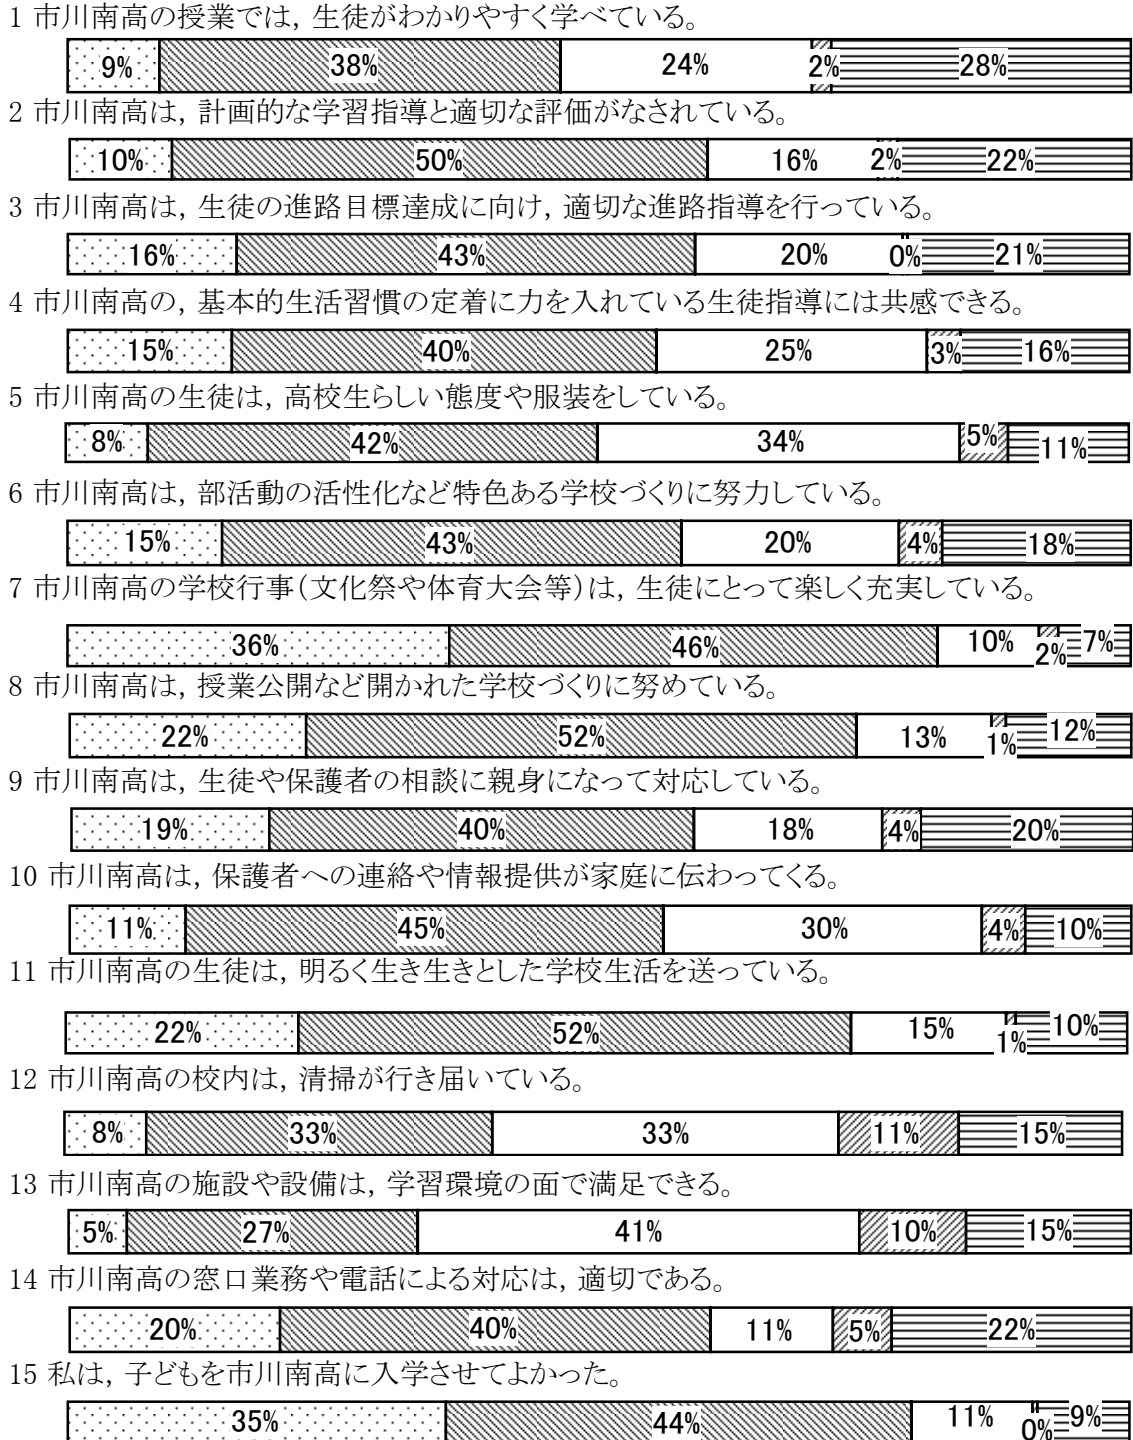 1 市川南高の授業では，生徒がわかりやすく学べている。
9% 38% 24% 2% 28%
2 市川南高は，計画的な学習指導と適切な評価がなされている。
10% 50% 16% 2% 22%
3 市川南高は，生徒の進路目標達成に向け，適切な進路指導を行っている。
16% 43% 20% 0% 21%
4 市川南高の，基本的生活習慣の定着に力を入れている生徒指導には共感できる。
15% 40% 25% 3% 16%
5 市川南高の生徒は，高校生らしい態度や服装をしている。
8% 42% 34% 5% 11%
6 市川南高は，部活動の活性化など特色ある学校づくりに努力している。
15% 43% 20% 4% 18%
7 市川南高の学校行事（文化祭や体育大会等）は，生徒にとって楽しく充実している。
36% 46% 10% 2% 7%
8 市川南高は，授業公開など開かれた学校づくりに努めている。
22% 52% 13% 1% 12%
9 市川南高は，生徒や保護者の相談に親身になって対応している。
19% 40% 18% 4% 20%
10 市川南高は，保護者への連絡や情報提供が家庭に伝わってくる。
11% 45% 30% 4% 10%
11 市川南高の生徒は，明るく生き生きとした学校生活を送っている。
22% 52% 15% 1% 10%
12 市川南高の校内は，清掃が行き届いている。
8% 33% 33% 11% 15%
13 市川南高の施設や設備は，学習環境の面で満足できる。
5% 27% 41% 10% 15%
14 市川南高の窓口業務や電話による対応は，適切である。
20% 40% 11% 5% 22%
15 私は，子どもを市川南高に入学させてよかった。
35% 44% 11% 0% 9%